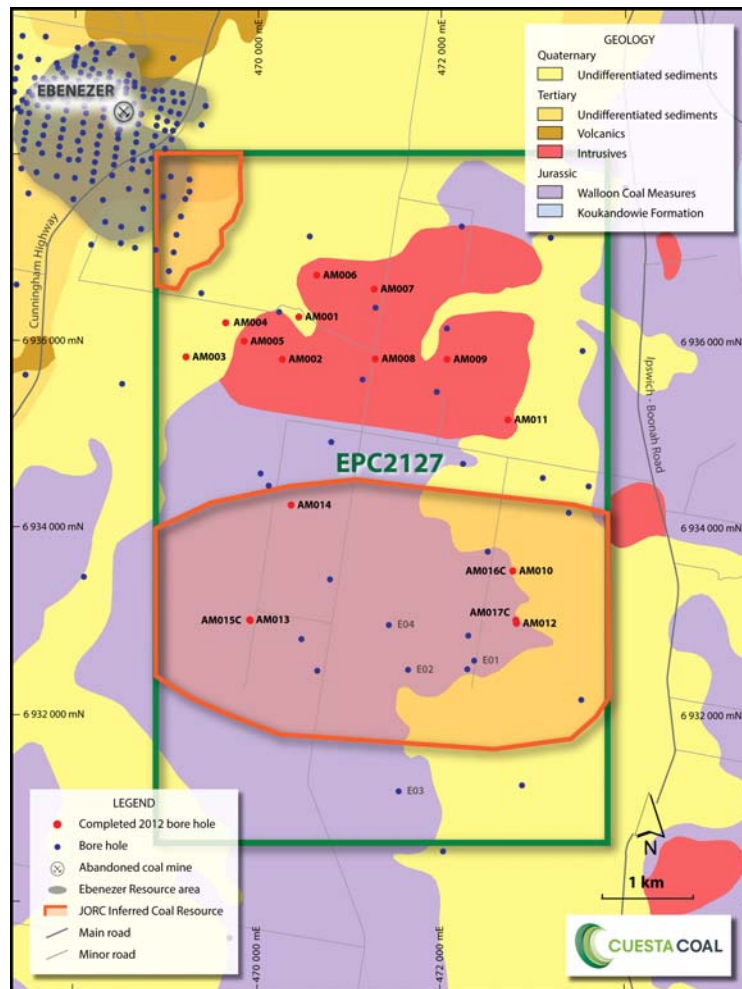 470 000 mE
472 000 mE
EBENEZER
GEOLOGY
Quaternary
Undifferentiated sediments
Tertiary
Undifferentiated sediments
Volcanics
Intrusives
Jurassic
Walloon Coal Measures
Koukandowie Formation
Cunningham Highway
AM006
AM007
AM004
AM001
6 936 000 mN
6 936 000 mN
AM005
AM003
AM002
AM008
AM009
Ipswich - Boonah Road
AM011
EPC2127
AM014
6 934 000 mN
6 934 000 mN
AM016C
AM010
AM015C
AM013
E04
AM017C
AM012
E01
E02
6 932 000 mN
6 932 000 mN
E03
LEGEND
Completed 2012 bore hole
Bore hole
Abandoned coal mine
Ebenezer Resource area
JORC Inferred Coal Resource
Main road
Minor road
N
1 km
470 000 mE
472 000 mE
CUESTA COAL